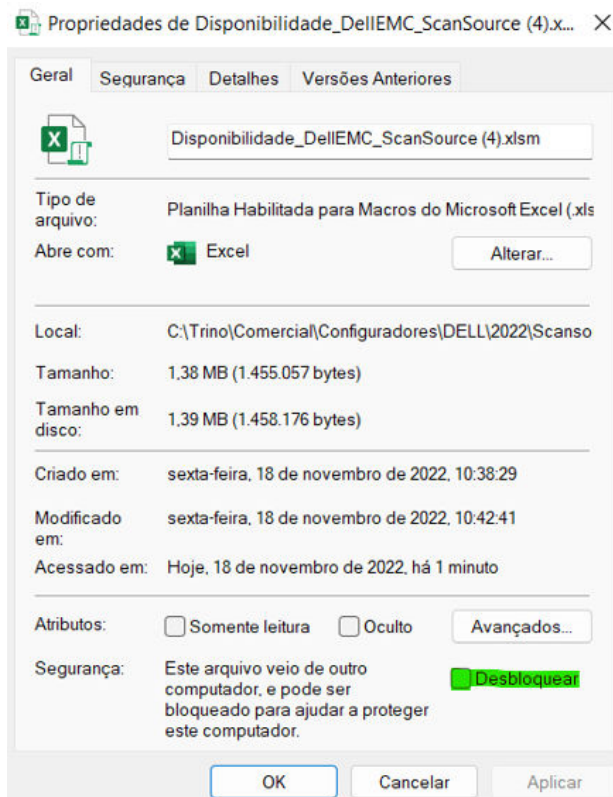 Propriedades de Disponibilidade_DellEMC_ScanSource (4).x...
Geral Segurança Detalhes Versões Anteriores
Disponibilidade_DellEMC_ScanSource (4).xlsm
Tipo de
arquivo:
Planilha Habilitada para Macros do Microsoft Excel (.xls
Abre com: Excel Alterar...
Local: C:\Trino\Comercial\Configuradores\DELL\2022\Scanso
Tamanho: 1,38 MB (1.455.057 bytes)
Tamanho em
disco:
1,39 MB (1.458.176 bytes)
Criado em: sexta-feira, 18 de novembro de 2022, 10:38:29
Modificado
em:
sexta-feira, 18 de novembro de 2022, 10:42:41
Acessado em: Hoje, 18 de novembro de 2022, há 1 minuto
Atributos: Somente leitura Oculto Avançados...
Segurança: Este arquivo veio de outro
computador, e pode ser
bloqueado para ajudar a proteger
este computador.
Desbloquear
OK Cancelar Aplicar